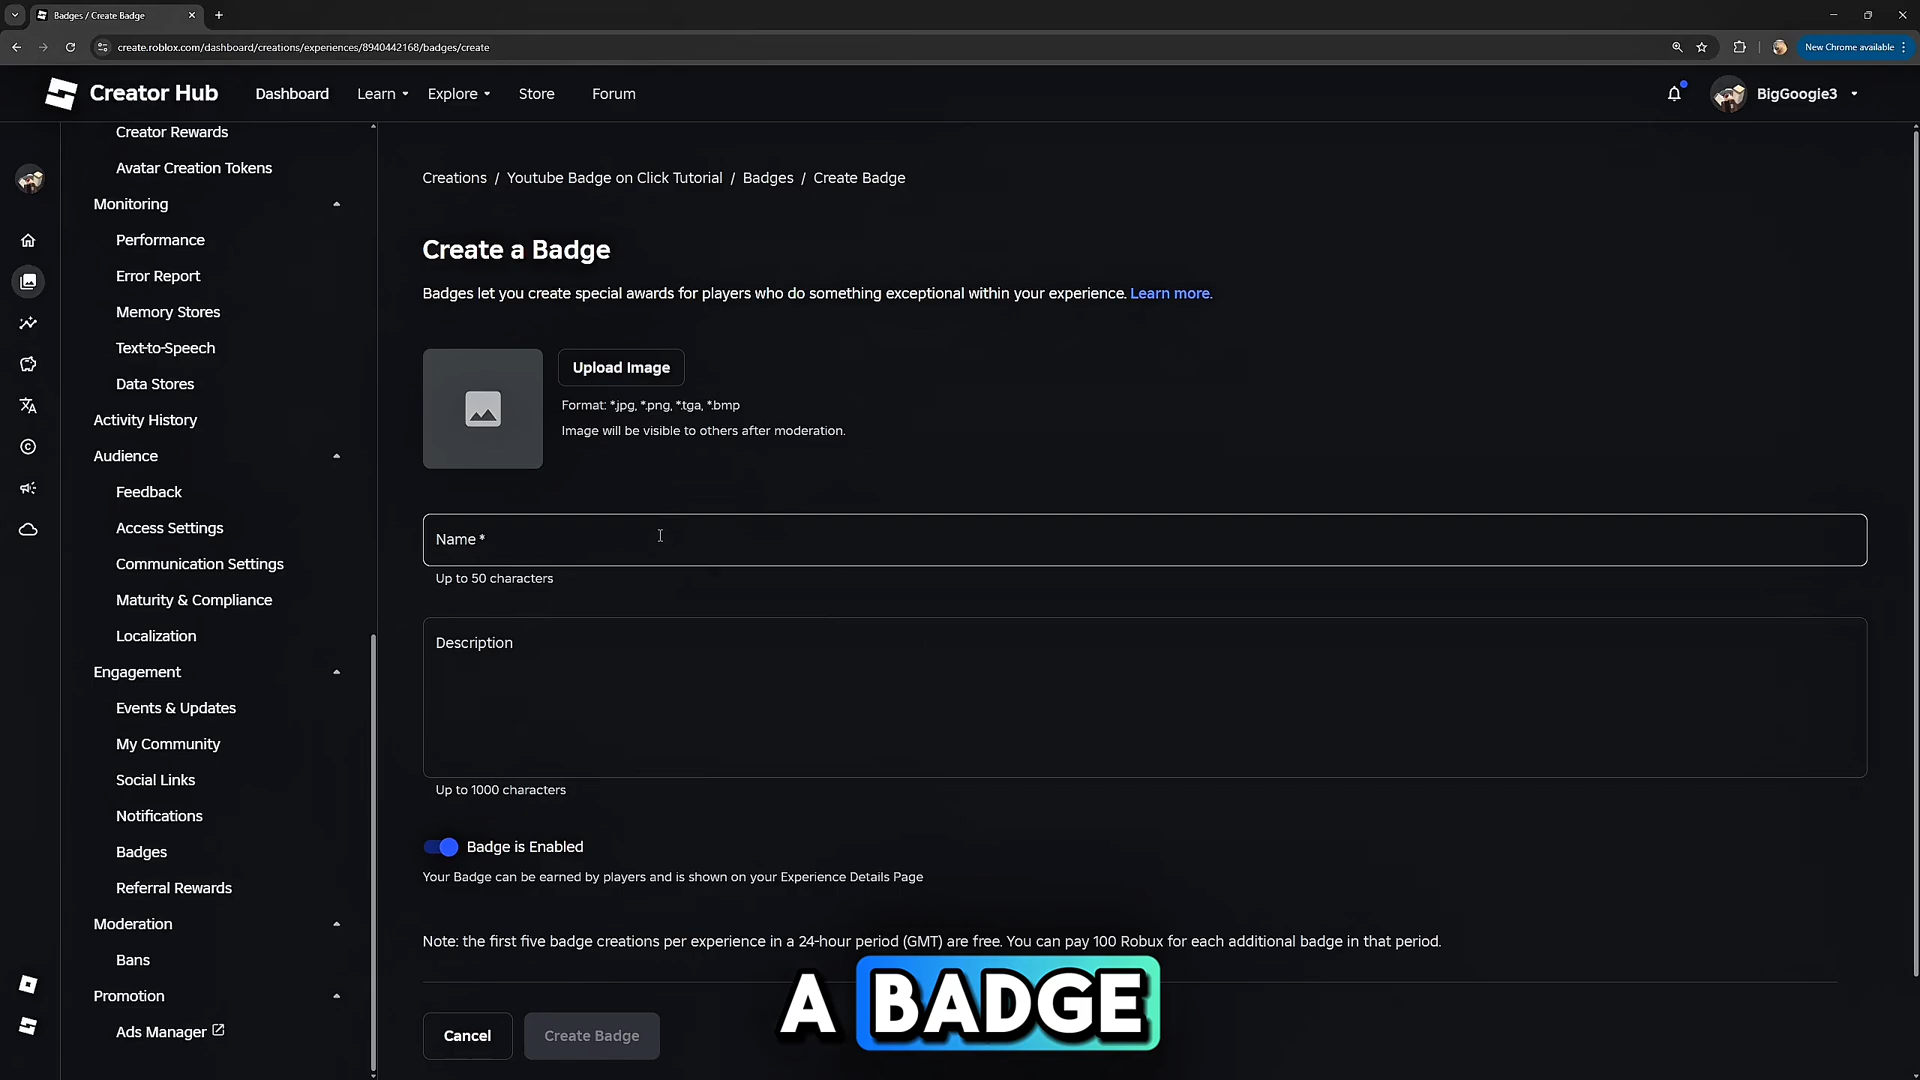 Badges / Create Badge
create.roblox.com/dashboard/creations/experiences/8940442168/badges/create
New Chrome available
Creator Hub
Dashboard
Learn
Explore
Store
Forum
BigGoogie3
Creator Rewards
Avatar Creation Tokens
Monitoring
Performance
Error Report
Memory Stores
Text-to-Speech
Data Stores
Activity History
Audience
Feedback
Access Settings
Communication Settings
Maturity & Compliance
Localization
Engagement
Events & Updates
My Community
Social Links
Notifications
Badges
Referral Rewards
Moderation
Bans
Promotion
Ads Manager
Creations / Youtube Badge on Click Tutorial / Badges / Create Badge
Create a Badge
Badges let you create special awards for players who do something exceptional within your experience. Learn more.
Upload Image
Format: *.jpg, *.png, *.tga, *.bmp
Image will be visible to others after moderation.
Name *
Up to 50 characters
Description
Up to 1000 characters
Badge is Enabled
Your Badge can be earned by players and is shown on your Experience Details Page
Note: the first five badge creations per experience in a 24-hour period (GMT) are free. You can pay 100 Robux for each additional badge in that period.
A BADGE
Cancel
Create Badge